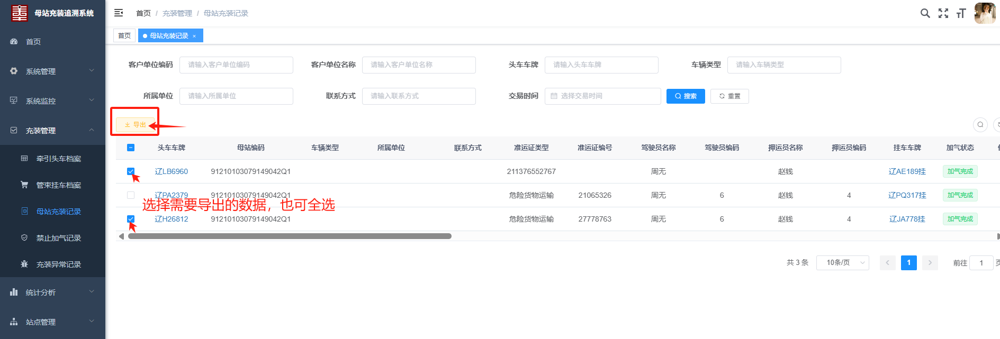 母站充装追溯系统
首页 / 充装管理 / 母站充装记录
首页
母站充装记录 ×
首页
系统管理
系统监控
充装管理
牵引头车档案
管束挂车档案
母站充装记录
禁止加气记录
充装异常记录
统计分析
站点管理
客户单位编码 请输入客户单位编码 客户单位名称 请输入客户单位名称 头车车牌 请输入头车车牌 车辆类型 请输入车辆类型
所属单位 请输入所属单位 联系方式 请输入联系方式 交易时间 选择交易时间 搜索 重置
导出
头车车牌 母站编码 车辆类型 所属单位 联系方式 准运证类型 准运证编号 驾驶员名称 驾驶员编码 押运员名称 押运员编码 挂车车牌 加气状态
辽LB6960 91210103079149042Q1 211376552767 周无 赵钱 辽AE189挂 加气完成
辽PA2379 91210103079149042Q1 危险货物运输 21065326 周无 6 赵钱 4 辽PQ317挂 加气完成
选择需要导出的数据，也可全选
辽H26812 91210103079149042Q1 危险货物运输 27778763 周无 6 赵钱 4 辽JA778挂 加气完成
共 3 条 10条/页 1 前往 1 页